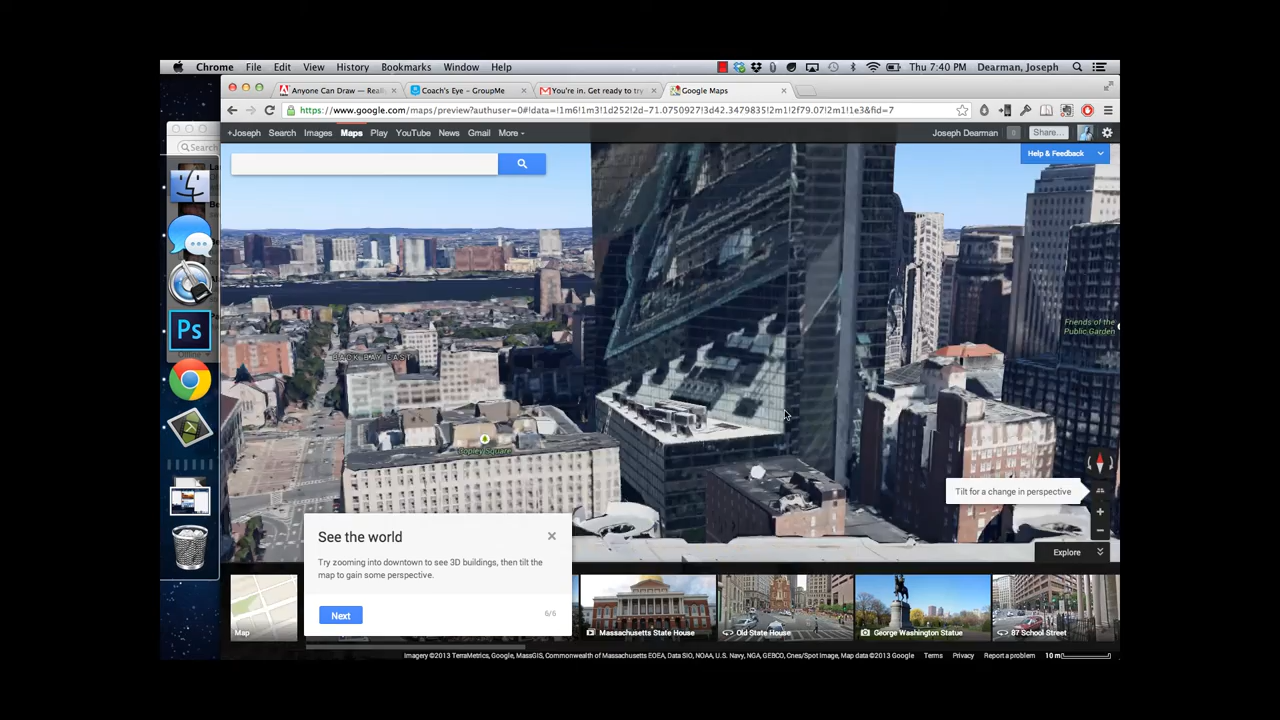 Chrome File Edit View History Bookmarks Window Help
Thu 7:40 PM Dearman, Joseph
Anyone Can Draw — Reall
Coach's Eye - GroupMe
You're in. Get ready to try
Google Maps
https://www.google.com/maps/preview?authuser=0#!data=!1m6!1m3!1d252!2d-71.0750927!3d42.3479835!2m1!2f79.07!2m1!1e3&fid=7
+Joseph Search Images Maps Play YouTube News Gmail More
Joseph Dearman 0 Share...
Search
Help & Feedback
BACK BAY EAST
Copley Square
Friends of the
Public Garden
Ps
Tilt for a change in perspective
See the world
Try zooming into downtown to see 3D buildings, then tilt the
map to gain some perspective.
Next
6/6
Explore
Map
Massachusetts State House
Old State House
George Washington Statue
87 School Street
Imagery ©2013 TerraMetrics, Google, MassGIS, Commonwealth of Massachusetts EOEA, Data SIO, NOAA, U.S. Navy, NGA, GEBCO, Cnes/Spot Image, Map data ©2013 Google Terms Privacy Report a problem 10 m